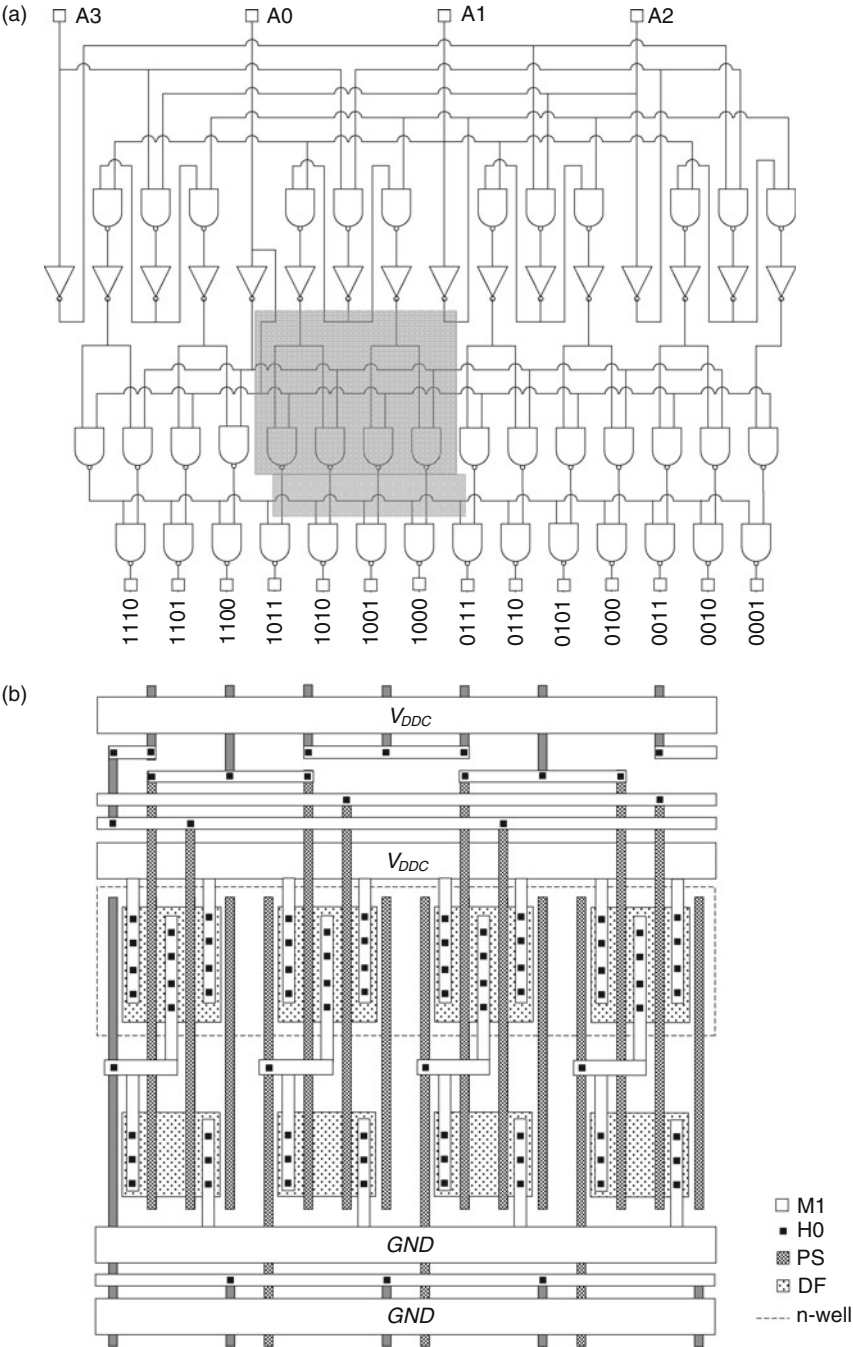 (a)
A3
A0
A1
A2
1110
1101
1100
1011
1010
1001
1000
0111
0110
0101
0100
0011
0010
0001
(b)
VDDC
VDDC
GND
GND
M1
H0
PS
DF
n-well